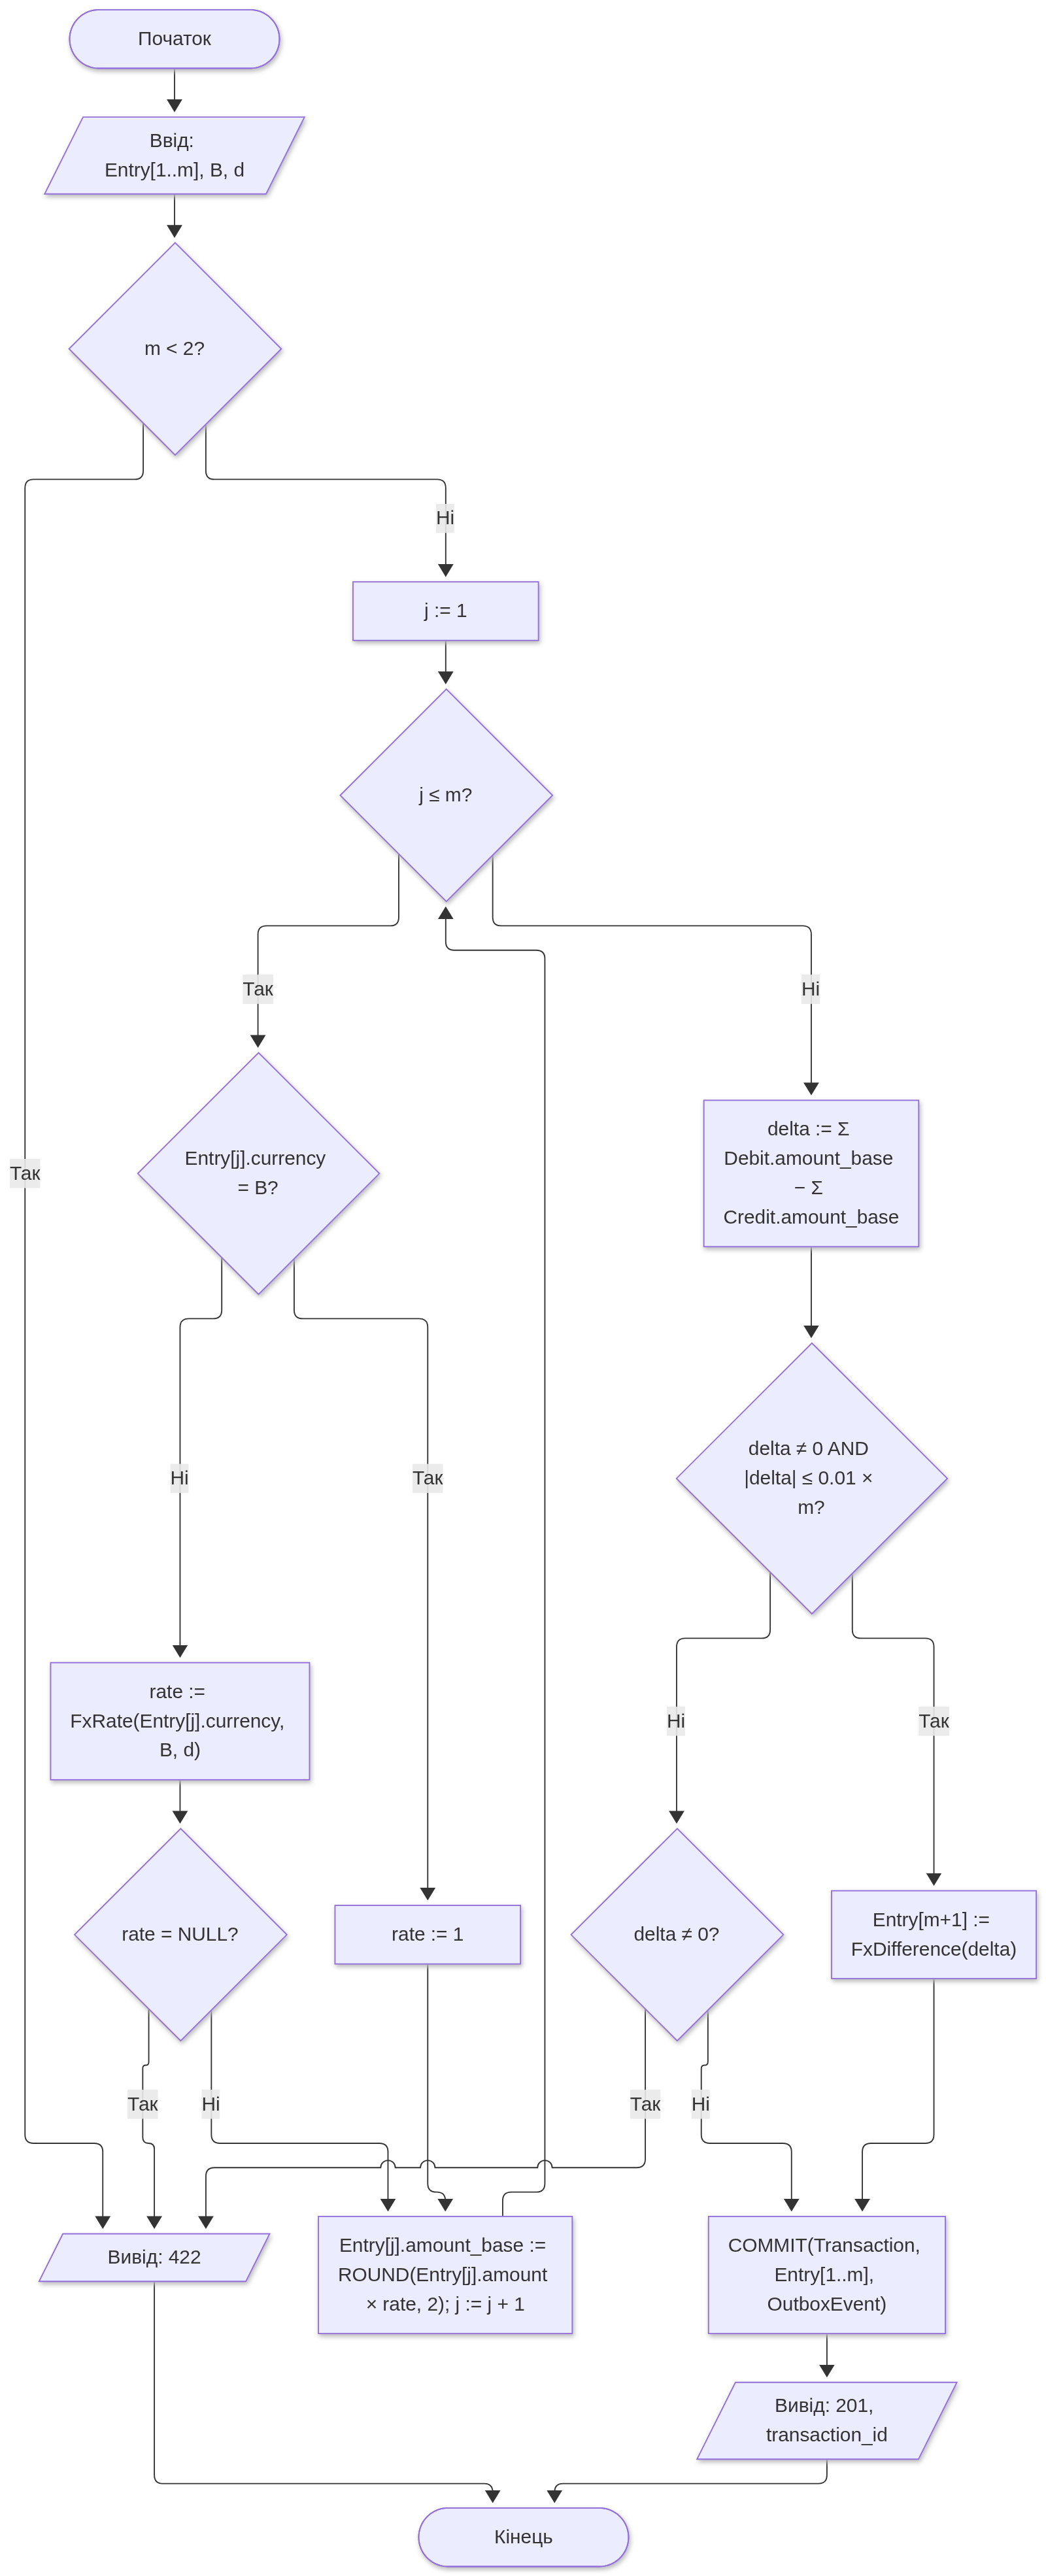 Початок
Ввід:
Entry[1..m], B, d
m < 2?
Ні
j := 1
j ≤ m?
Так
Ні
Entry[j].currency
= B?
delta := Σ
Debit.amount_base
− Σ
Credit.amount_base
Так
Ні
Так
delta ≠ 0 AND
|delta| ≤ 0.01 ×
m?
rate :=
FxRate(Entry[j].currency,
B, d)
Ні
Так
rate = NULL?
rate := 1
delta ≠ 0?
Entry[m+1] :=
FxDifference(delta)
Так
Ні
Так
Ні
Вивід: 422
Entry[j].amount_base :=
ROUND(Entry[j].amount
× rate, 2); j := j + 1
COMMIT(Transaction,
Entry[1..m],
OutboxEvent)
Вивід: 201,
transaction_id
Кінець